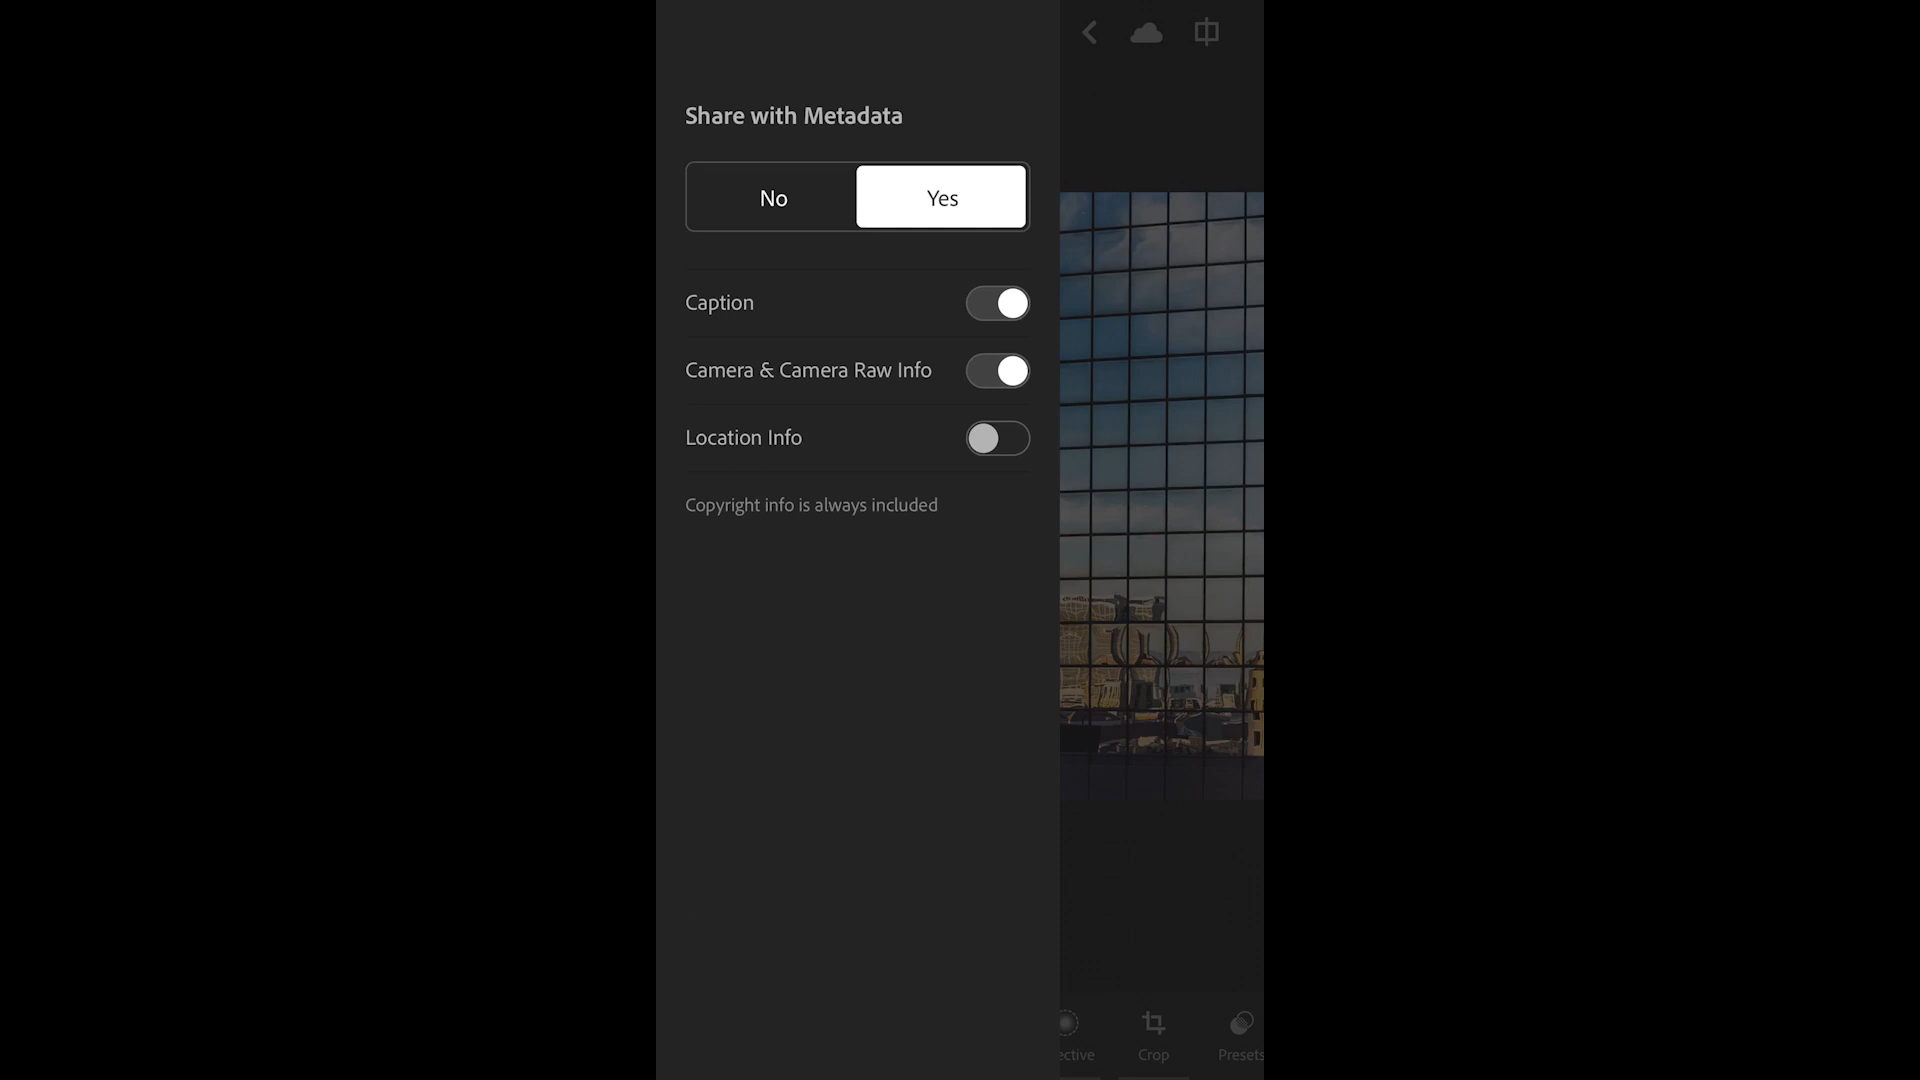 Share with Metadata
No
Yes
Caption
Camera & Camera Raw Info
Location Info
Copyright info is always included
ective
Crop
Presets